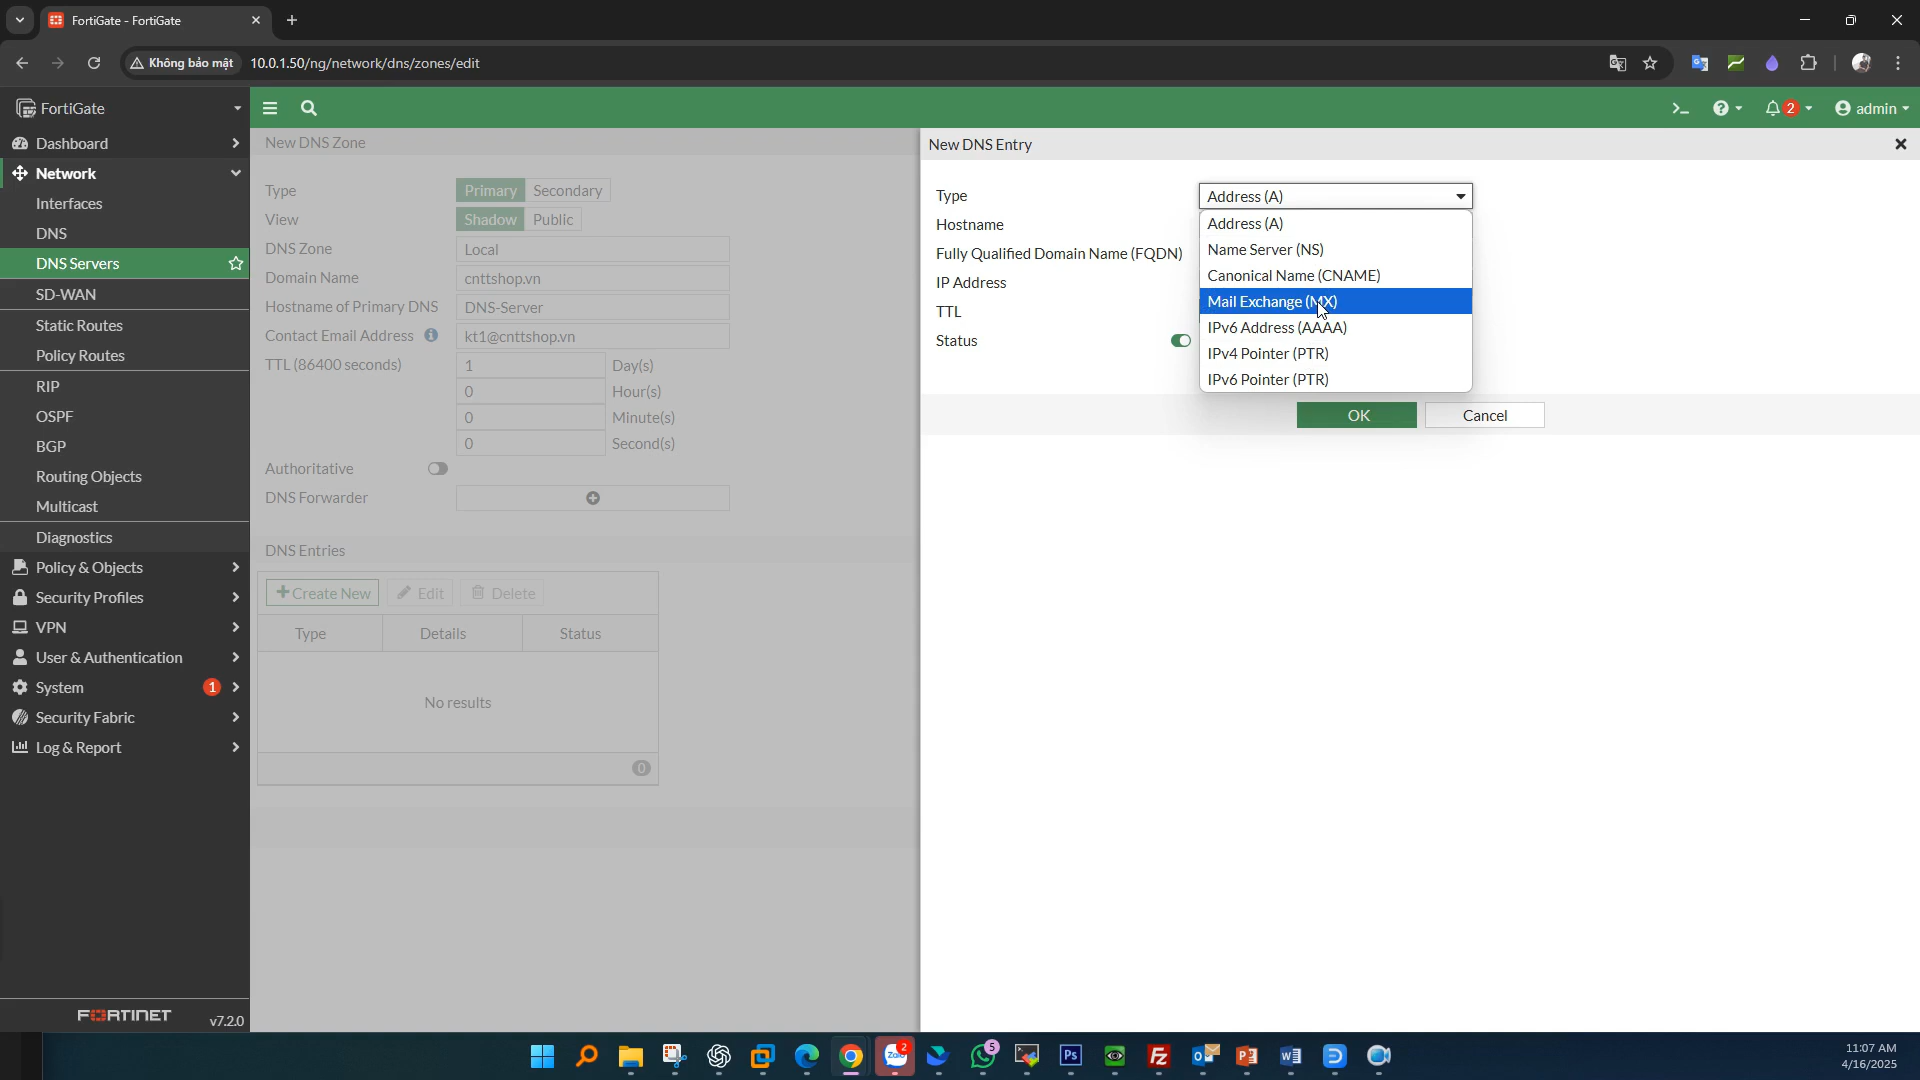 FortiGate - FortiGate
Không bảo mật
10.0.1.50/ng/network/dns/zones/edit
FortiGate
2
admin
Dashboard
Network
Interfaces
DNS
DNS Servers
SD-WAN
Static Routes
Policy Routes
RIP
OSPF
BGP
Routing Objects
Multicast
Diagnostics
Policy & Objects
Security Profiles
VPN
User & Authentication
System 1
Security Fabric
Log & Report
FORTINET v7.2.0
New DNS Zone
Type Primary Secondary
View Shadow Public
DNS Zone Local
Domain Name cnttshop.vn
Hostname of Primary DNS DNS-Server
Contact Email Address kt1@cnttshop.vn
TTL (86400 seconds) 1 Day(s)
0 Hour(s)
0 Minute(s)
0 Second(s)
Authoritative
DNS Forwarder
DNS Entries
Create New Edit Delete
Type Details Status
No results
0
New DNS Entry
Type Address (A)
Hostname
Fully Qualified Domain Name (FQDN)
IP Address
TTL
Status
Address (A)
Name Server (NS)
Canonical Name (CNAME)
Mail Exchange (MX)
IPv6 Address (AAAA)
IPv4 Pointer (PTR)
IPv6 Pointer (PTR)
OK Cancel
Zalo 2
5
Ps
11:07 AM
4/16/2025